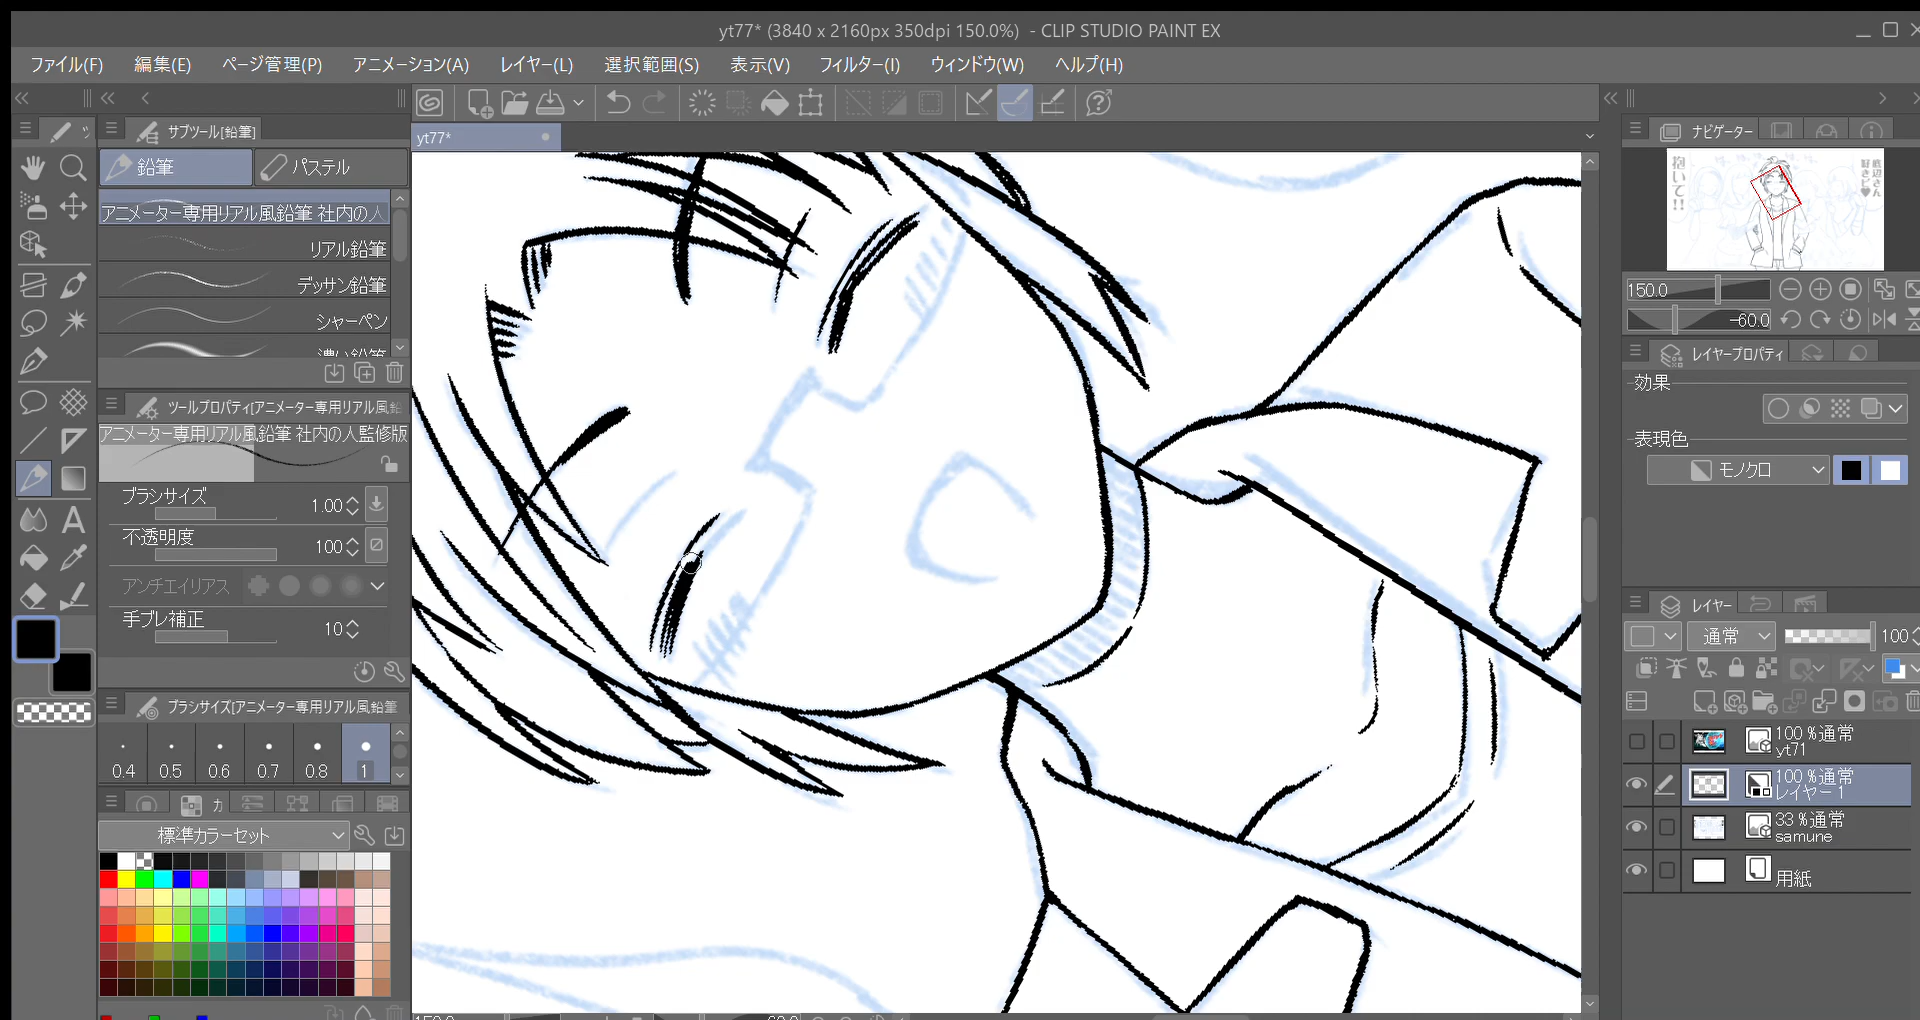 yt77* (3840 x 2160px 350dpi 150.0%) - CLIP STUDIO PAINT EX
ファイル(F) 編集(E) ページ管理(P) アニメーション(A) レイヤー(L) 選択範囲(S) 表示(V) フィルター(I) ウィンドウ(W) ヘルプ(H)
サブツール[鉛筆]
鉛筆 パステル
アニメーター専用リアル風鉛筆 社内の人
リアル鉛筆
デッサン鉛筆
シャーペン
濃い鉛筆
ツールプロパティ[アニメーター専用リアル風鉛
アニメーター専用リアル風鉛筆 社内の人監修版
ブラシサイズ 1.00
不透明度 100
アンチエイリアス
手ブレ補正 10
ブラシサイズ[アニメーター専用リアル風鉛筆
0.4 0.5 0.6 0.7 0.8 1
カ
標準カラーセット
yt77*
ナビゲーター
抱いて!!
150.0
-60.0
レイヤープロパティ
効果
表現色
モノクロ
レイヤー
通常 100
100 %通常
yt71
100 %通常
レイヤー 1
33 %通常
samune
用紙